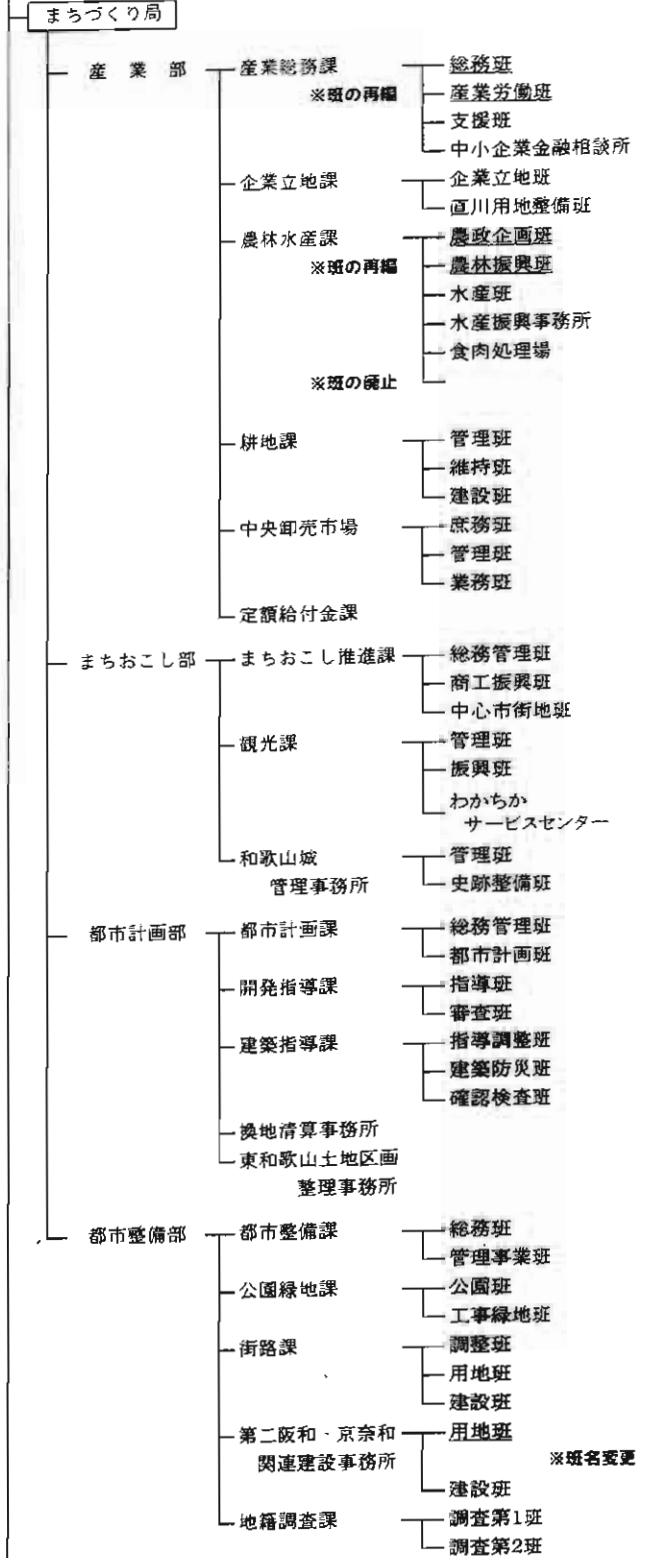 まちづくり局
産業部 産業総務課 総務班
※班の再編 産業労働班
支援班
中小企業金融相談所
企業立地課 企業立地班
直川用地整備班
農林水産課 農政企画班
※班の再編 農林振興班
水産班
水産振興事務所
食肉処理場
※班の廃止
耕地課 管理班
維持班
建設班
中央卸売市場 庶務班
管理班
業務班
定額給付金課
まちおこし部 まちおこし推進課 総務管理班
商工振興班
中心市街地班
観光課 管理班
振興班
わかちか
サービスセンター
和歌山城 管理班
管理事務所 史跡整備班
都市計画部 都市計画課 総務管理班
都市計画班
開発指導課 指導班
審査班
建築指導課 指導調整班
建築防災班
確認検査班
換地清算事務所
東和歌山土地区画
整理事務所
都市整備部 都市整備課 総務班
管理事業班
公園緑地課 公園班
工事緑地班
街路課 調整班
用地班
建設班
第二阪和・京奈和 用地班
関連建設事務所 ※班名変更
建設班
地籍調査課 調査第1班
調査第2班